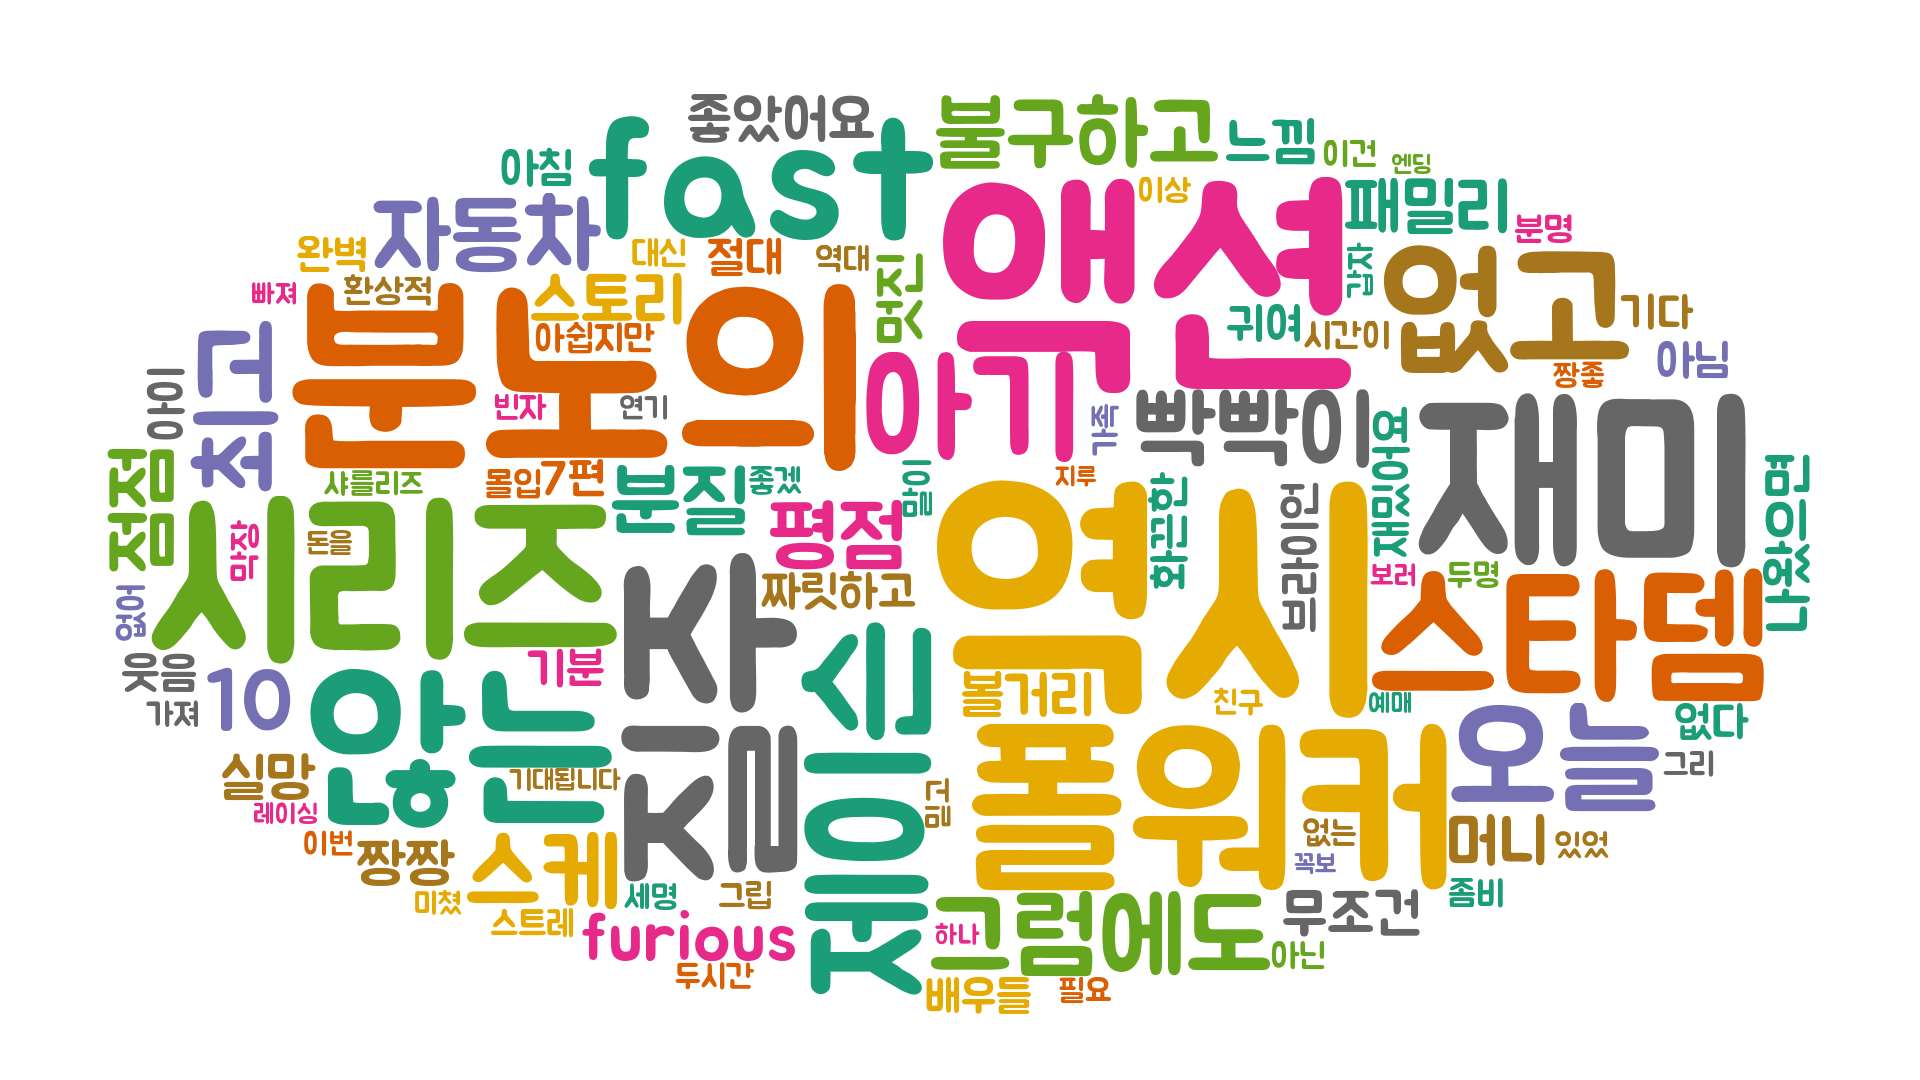 좋았어요
fast
불구하고
느낌
이건
엔딩
아침
이상
액션
패밀리
분명
자동차
완벽
대신
절대
역대
멋진
갑자
없고
빠져
환상적
스토리
분노의
아쉽지만
아기
귀여
시간이
기다
짱좋
아님
최고
아이
빈자
연기
가족
빡빡이
재미
재밌어요
나왔으면
점점
샤를리즈
몰입
7편
분질
좋겠
많이
지루
화끈한
브라이언
시리즈
막장
돈을
평점
역시
보러
두명
스타뎀
없어
질주
짜릿하고
제이슨
웃음
가져
10
않는
기분
볼거리
친구
예매
없다
실망
레이싱
기대됩니다
믿고
폴워커
오늘
그리
이번
짱짱
미쳤
스케
스트레
세명
그립
furious
두시간
하나
그럼에도
없는
꼭보
머니
있었
무조건
좀비
아닌
배우들
필요